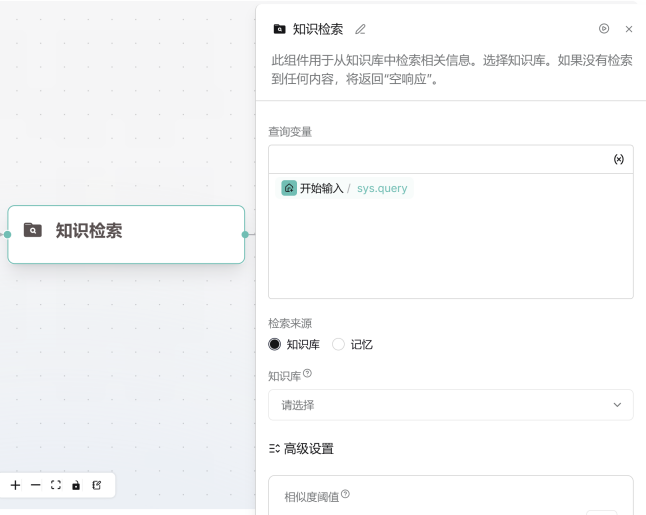 知识检索
此组件用于从知识库中检索相关信息。选择知识库。如果没有检索
到任何内容，将返回“空响应”。
查询变量
(x)
开始输入 / sys.query
知识检索
检索来源
知识库 记忆
知识库
请选择
高级设置
相似度阈值